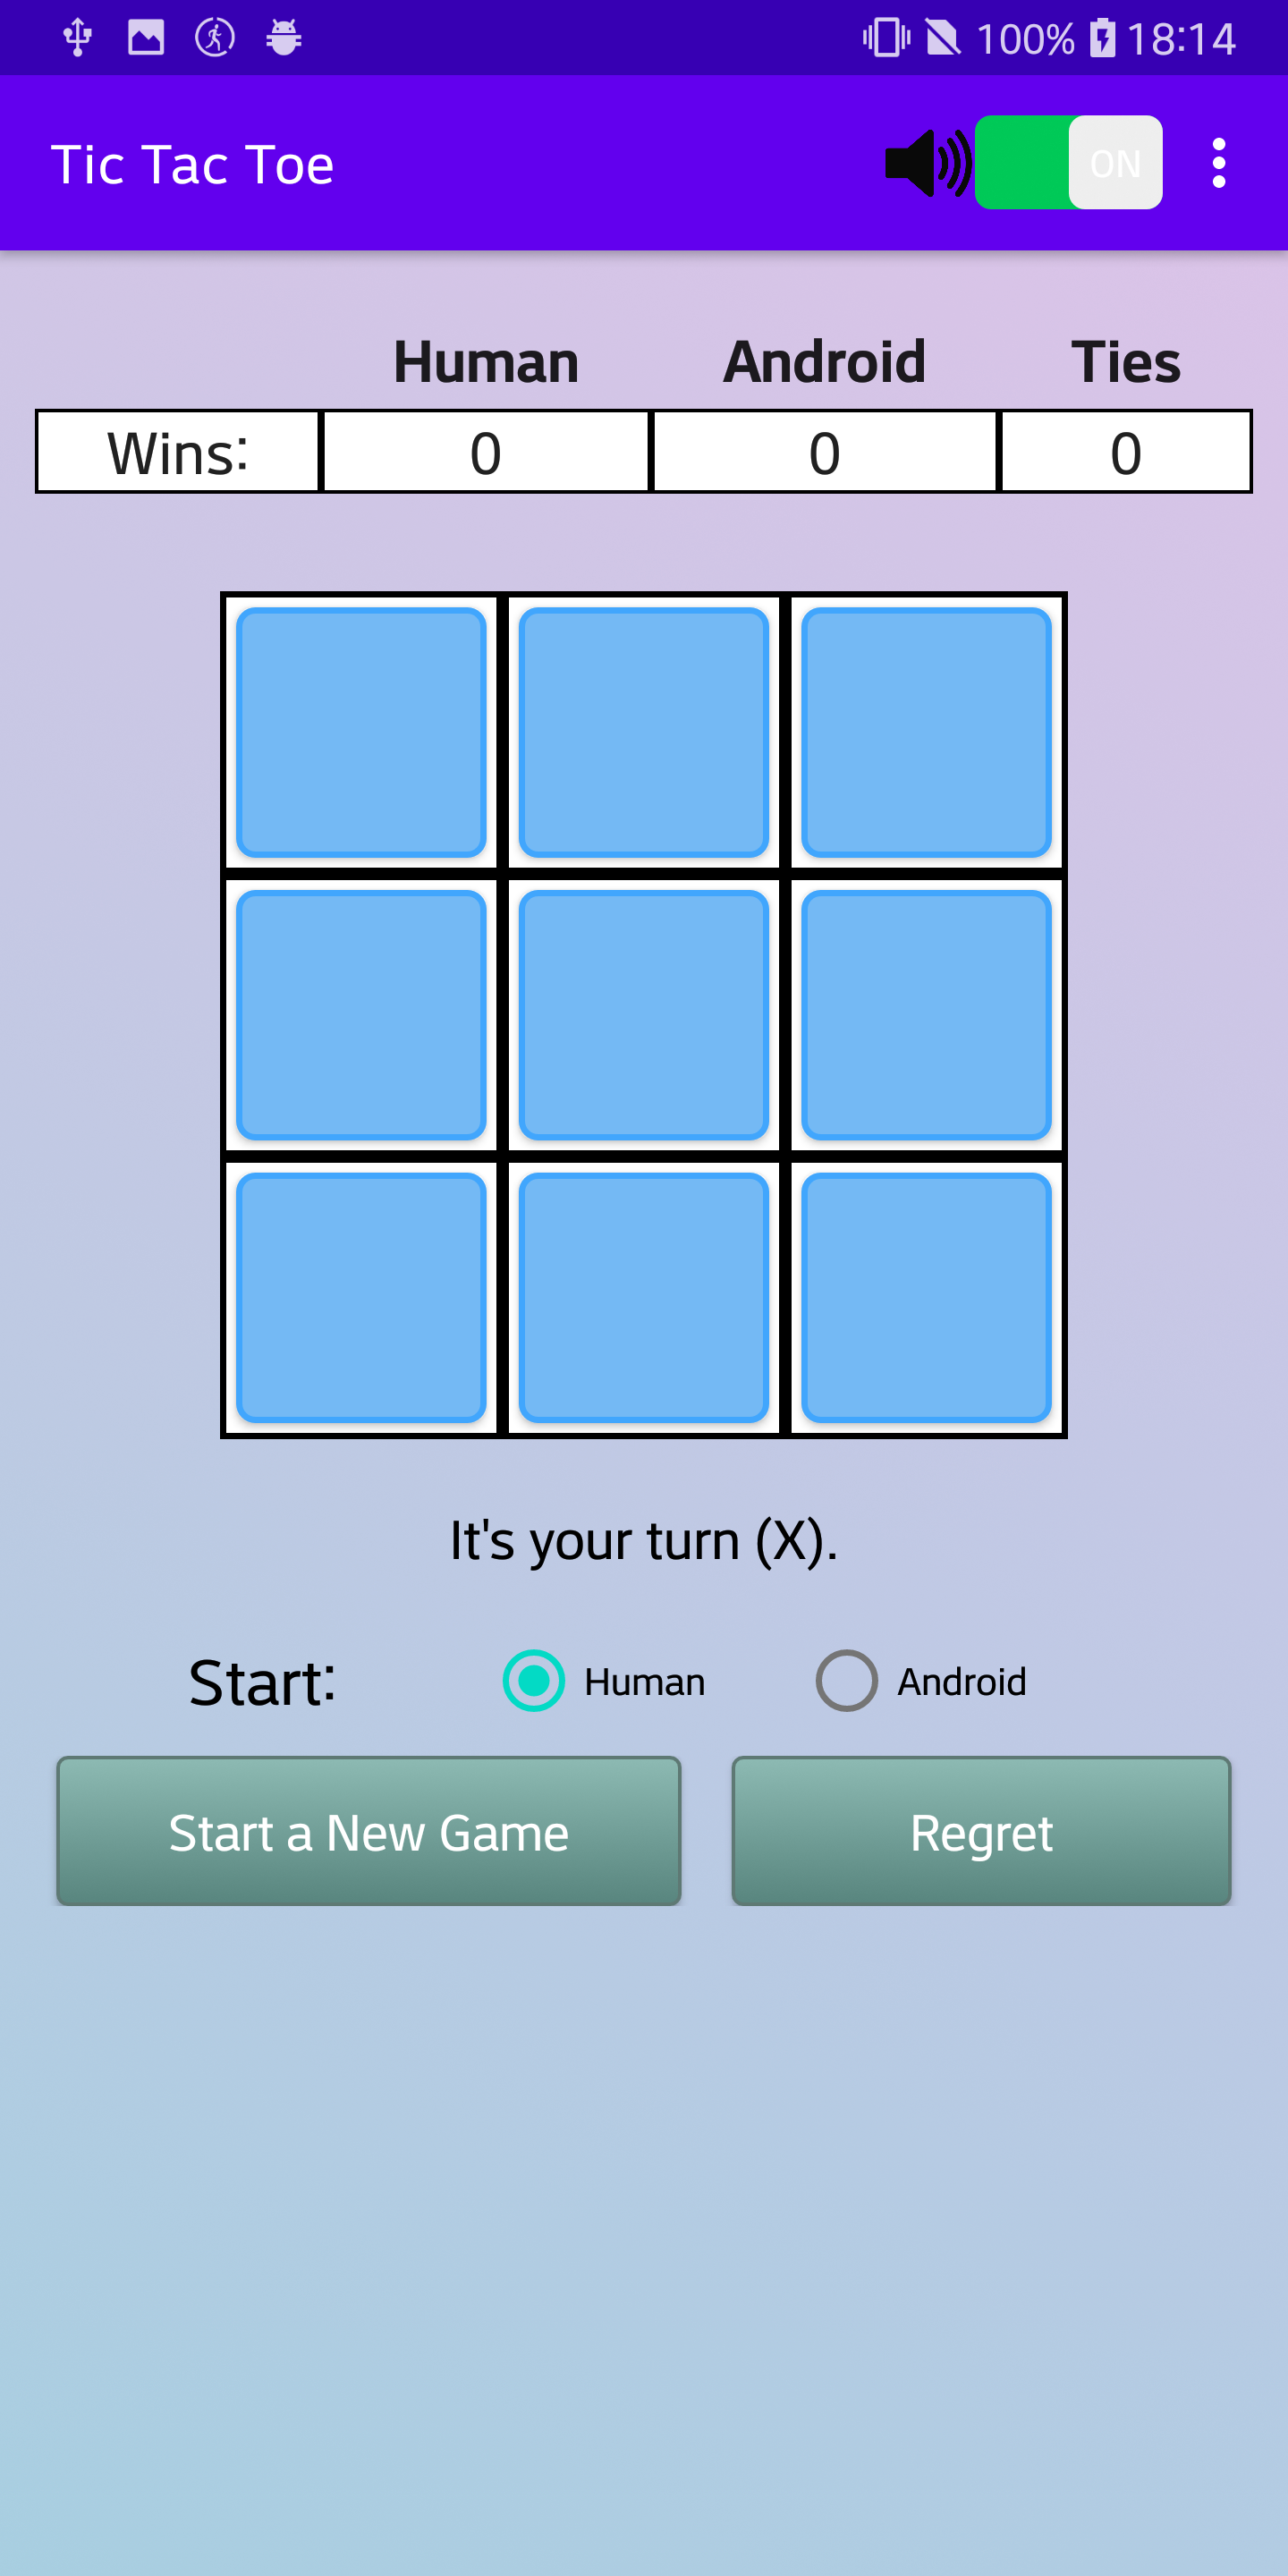 100% 18:14
Tic Tac Toe ON
Human Android Ties
Wins: 0 0 0
It's your turn (X).
Start: Human Android
Start a New Game Regret